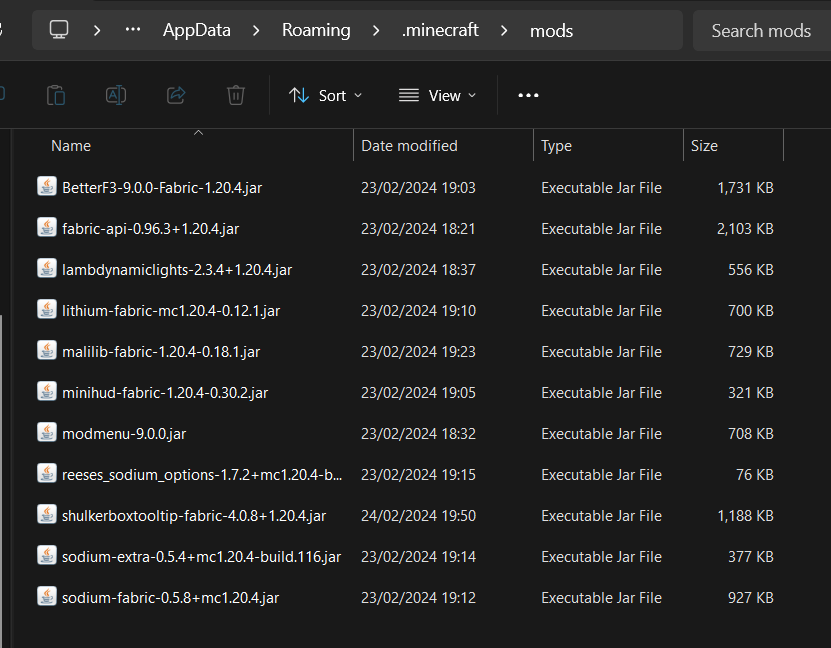 ··· AppData Roaming .minecraft mods Search mods
Sort View ···
Name Date modified Type Size
BetterF3-9.0.0-Fabric-1.20.4.jar 23/02/2024 19:03 Executable Jar File 1,731 KB
fabric-api-0.96.3+1.20.4.jar 23/02/2024 18:21 Executable Jar File 2,103 KB
lambdynamiclights-2.3.4+1.20.4.jar 23/02/2024 18:37 Executable Jar File 556 KB
lithium-fabric-mc1.20.4-0.12.1.jar 23/02/2024 19:10 Executable Jar File 700 KB
malilib-fabric-1.20.4-0.18.1.jar 23/02/2024 19:23 Executable Jar File 729 KB
minihud-fabric-1.20.4-0.30.2.jar 23/02/2024 19:05 Executable Jar File 321 KB
modmenu-9.0.0.jar 23/02/2024 18:32 Executable Jar File 708 KB
reeses_sodium_options-1.7.2+mc1.20.4-b... 23/02/2024 19:15 Executable Jar File 76 KB
shulkerboxtooltip-fabric-4.0.8+1.20.4.jar 24/02/2024 19:50 Executable Jar File 1,188 KB
sodium-extra-0.5.4+mc1.20.4-build.116.jar 23/02/2024 19:14 Executable Jar File 377 KB
sodium-fabric-0.5.8+mc1.20.4.jar 23/02/2024 19:12 Executable Jar File 927 KB